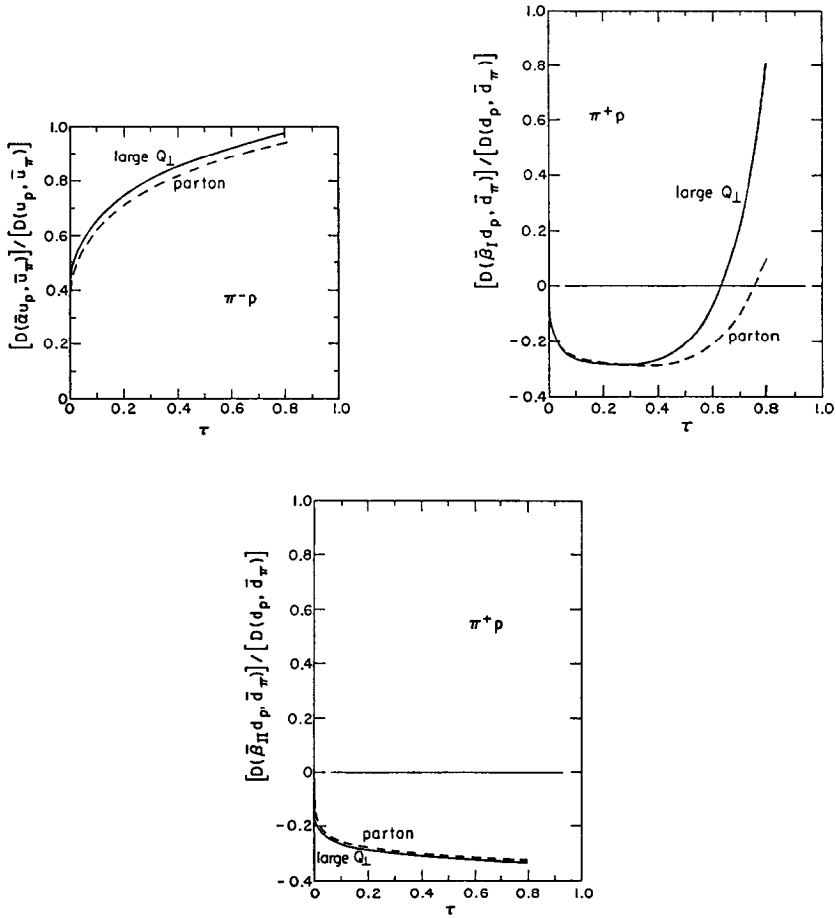 [D(ᾱu_p, ū_π)]/[D(u_p, ū_π)]
1.0
0.8
0.6
0.4
0.2
0
large Q⊥
parton
π⁻p
0 0.2 0.4 0.6 0.8 1.0
τ
[D(β̄_I d_p, d̄_π)]/[D(d_p, d̄_π)]
1.0
0.8
0.6
0.4
0.2
0
-0.2
-0.4
π⁺p
large Q⊥
parton
0 0.2 0.4 0.6 0.8 1.0
τ
[D(β̄_II d_p, d̄_π)]/[D(d_p, d̄_π)]
1.0
0.8
0.6
0.4
0.2
0
-0.2
-0.4
π⁺p
parton
large Q⊥
0 0.2 0.4 0.6 0.8 1.0
τ